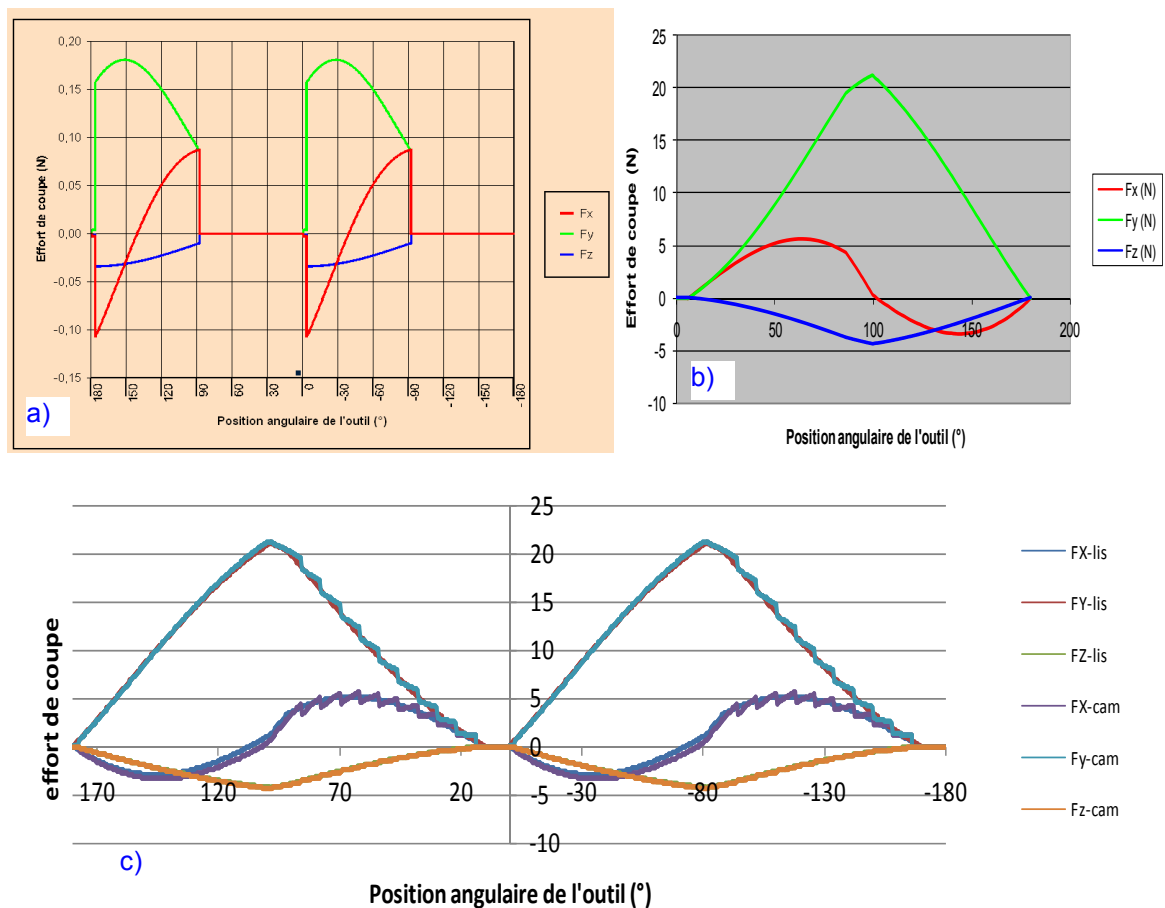 0,20
0,15
0,10
0,05
0,00
-0,05
-0,10
-0,15
Effort de coupe (N)
180 150 120 90 60 30 0 -30 -60 -90 -120 -150 -180
Position angulaire de l'outil (°)
Fx
Fy
Fz
a)
25
20
15
10
5
0
-5
-10
Effort de coupe (N)
0 50 100 150 200
Position angulaire de l'outil (°)
Fx (N)
Fy (N)
Fz (N)
b)
25
20
15
10
5
0
-5
-10
effort de coupe
170 120 70 20 -30 -80 -130 -180
Position angulaire de l'outil (°)
FX-lis
FY-lis
FZ-lis
FX-cam
Fy-cam
Fz-cam
c)